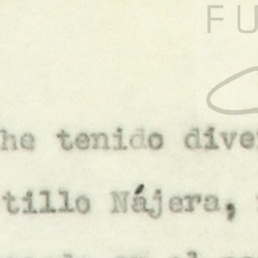 FU
he tenido dive
tillo Nájera,